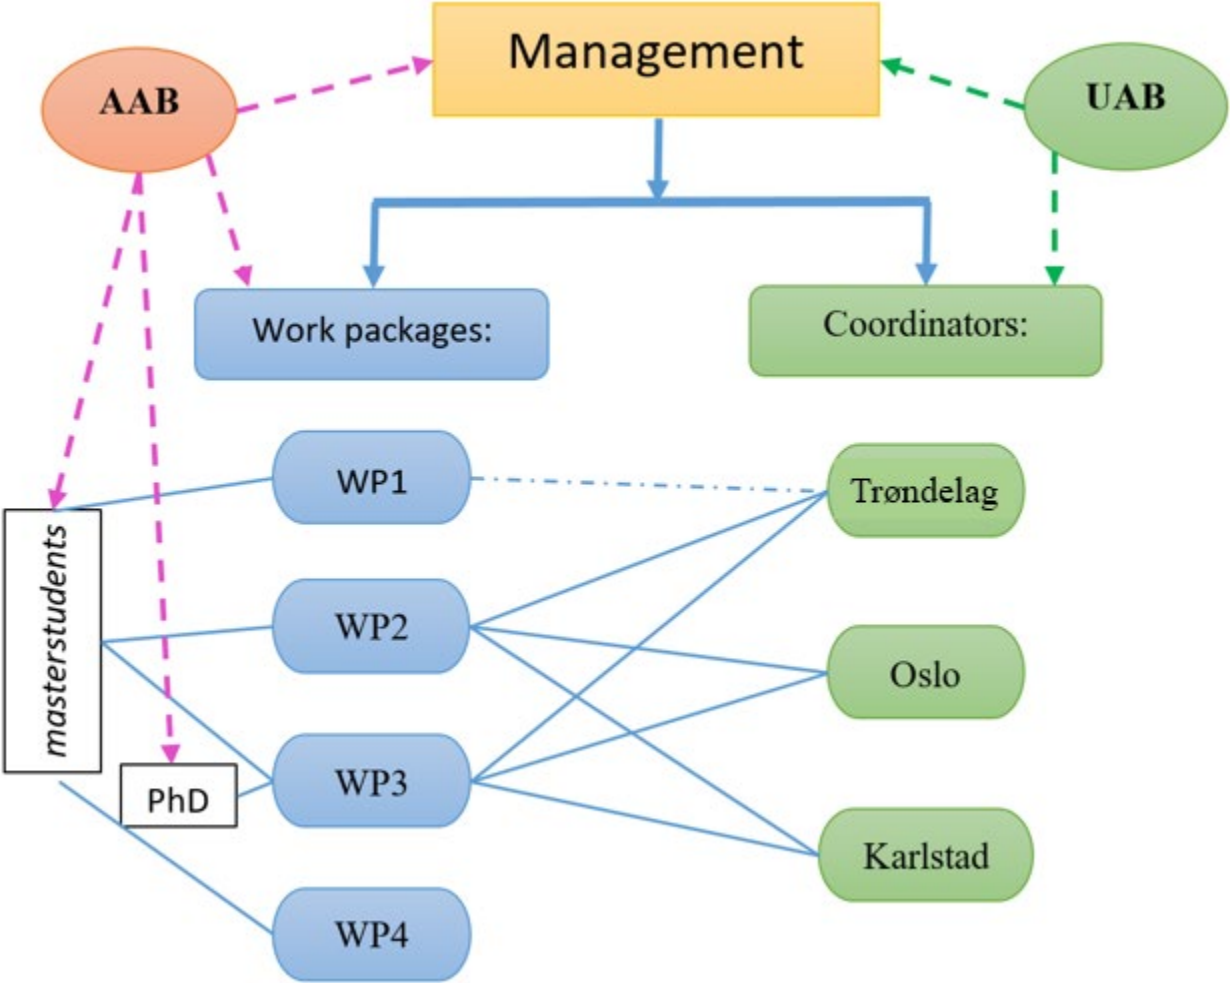 Management
AAB
UAB
Work packages:
Coordinators:
WP1
Trøndelag
masterstudents
WP2
Oslo
WP3
PhD
Karlstad
WP4